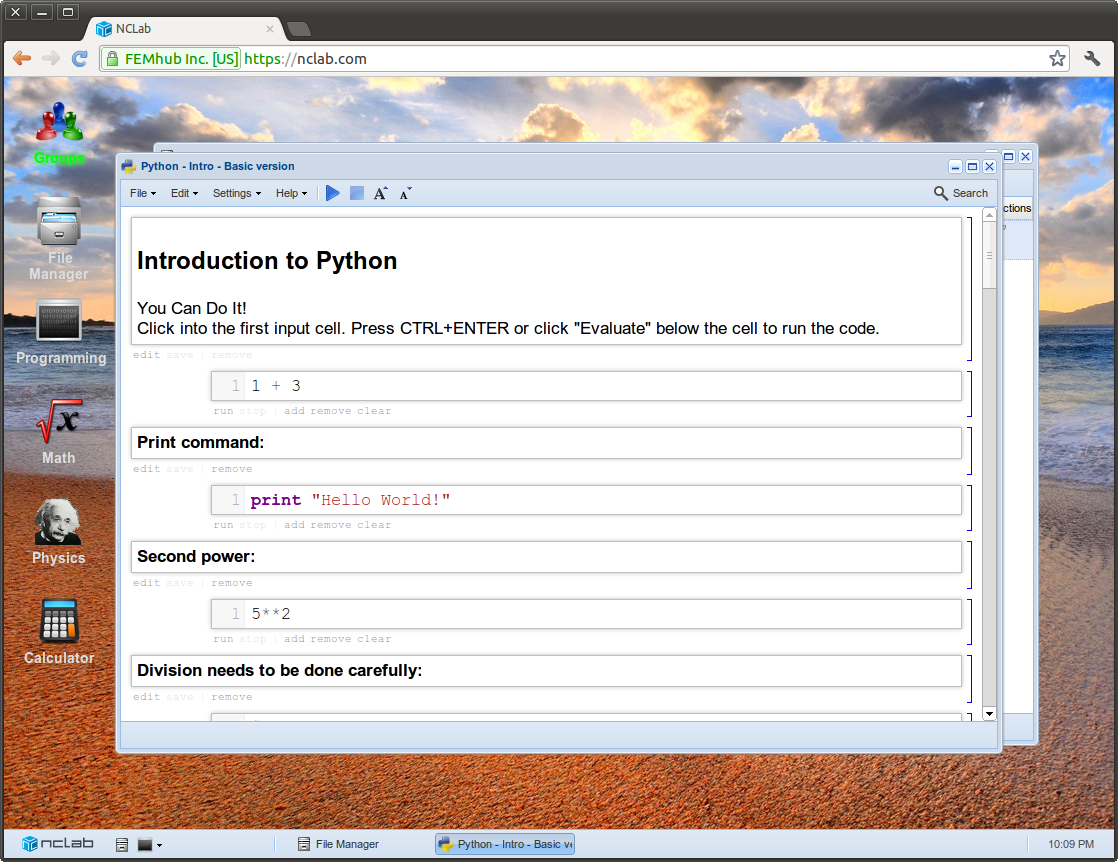 NCLab
FEMhub Inc. [US] https://nclab.com
Groups
File
Manager
Programming
Math
Physics
Calculator
Python - Intro - Basic version
File Edit Settings Help A A Search
ctions
Introduction to Python
You Can Do It!
Click into the first input cell. Press CTRL+ENTER or click "Evaluate" below the cell to run the code.
edit save | remove
1 1 + 3
run stop | add remove clear
Print command:
edit save | remove
1 print "Hello World!"
run stop | add remove clear
Second power:
edit save | remove
1 5**2
run stop | add remove clear
Division needs to be done carefully:
edit save | remove
nclab File Manager Python - Intro - Basic ve 10:09 PM